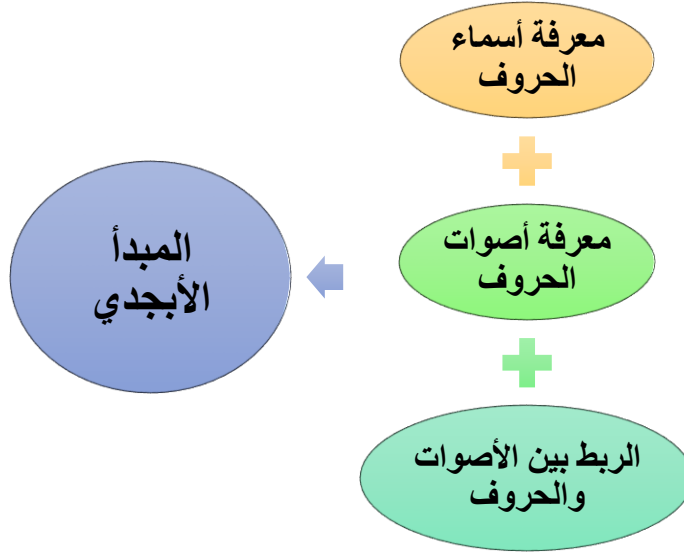 معرفة أسماء
الحروف
معرفة أصوات
الحروف
الربط بين الأصوات
والحروف
المبدأ
الأبجدي